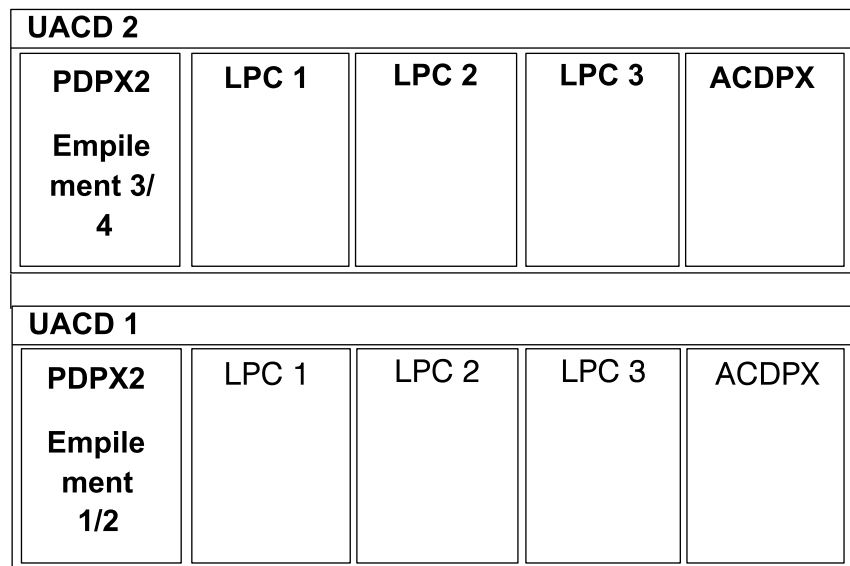 UACD 2
PDPX2
Empile
ment 3/
4
LPC 1
LPC 2
LPC 3
ACDPX
UACD 1
PDPX2
Empile
ment
1/2
LPC 1
LPC 2
LPC 3
ACDPX